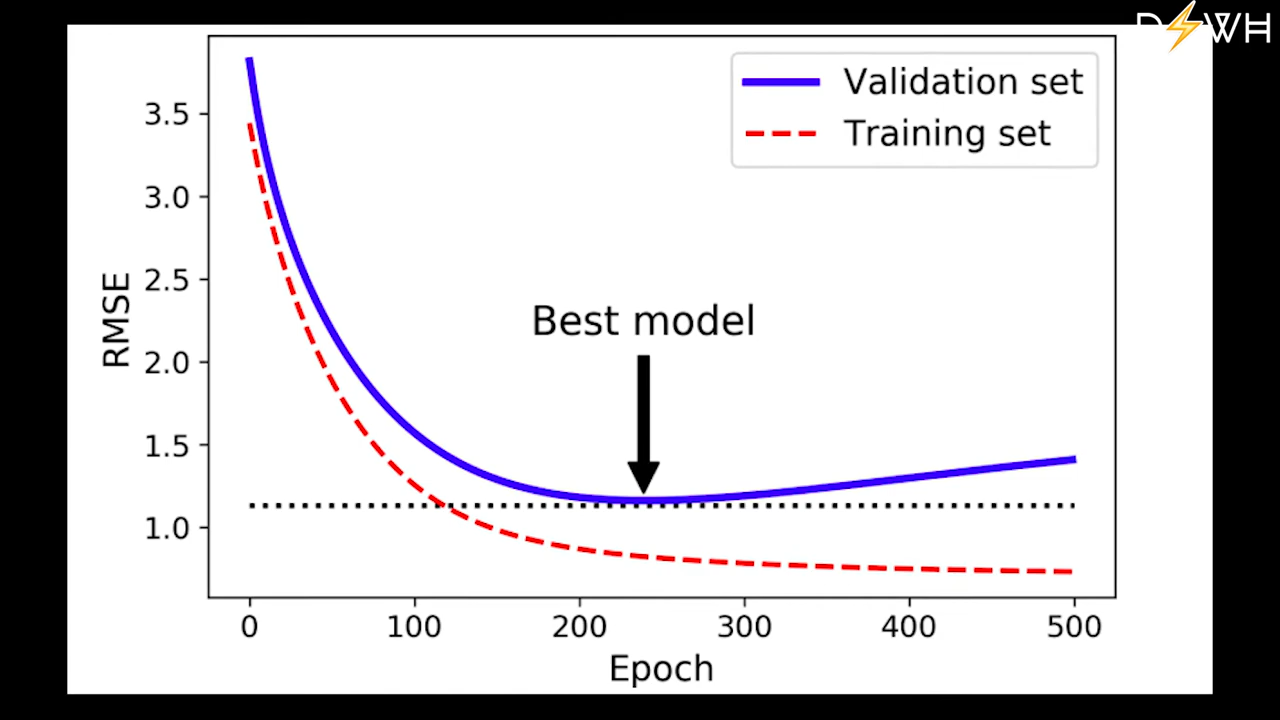 Validation set
Training set
3.5
3.0
2.5
2.0
1.5
1.0
RMSE
Best model
0 100 200 300 400 500
Epoch